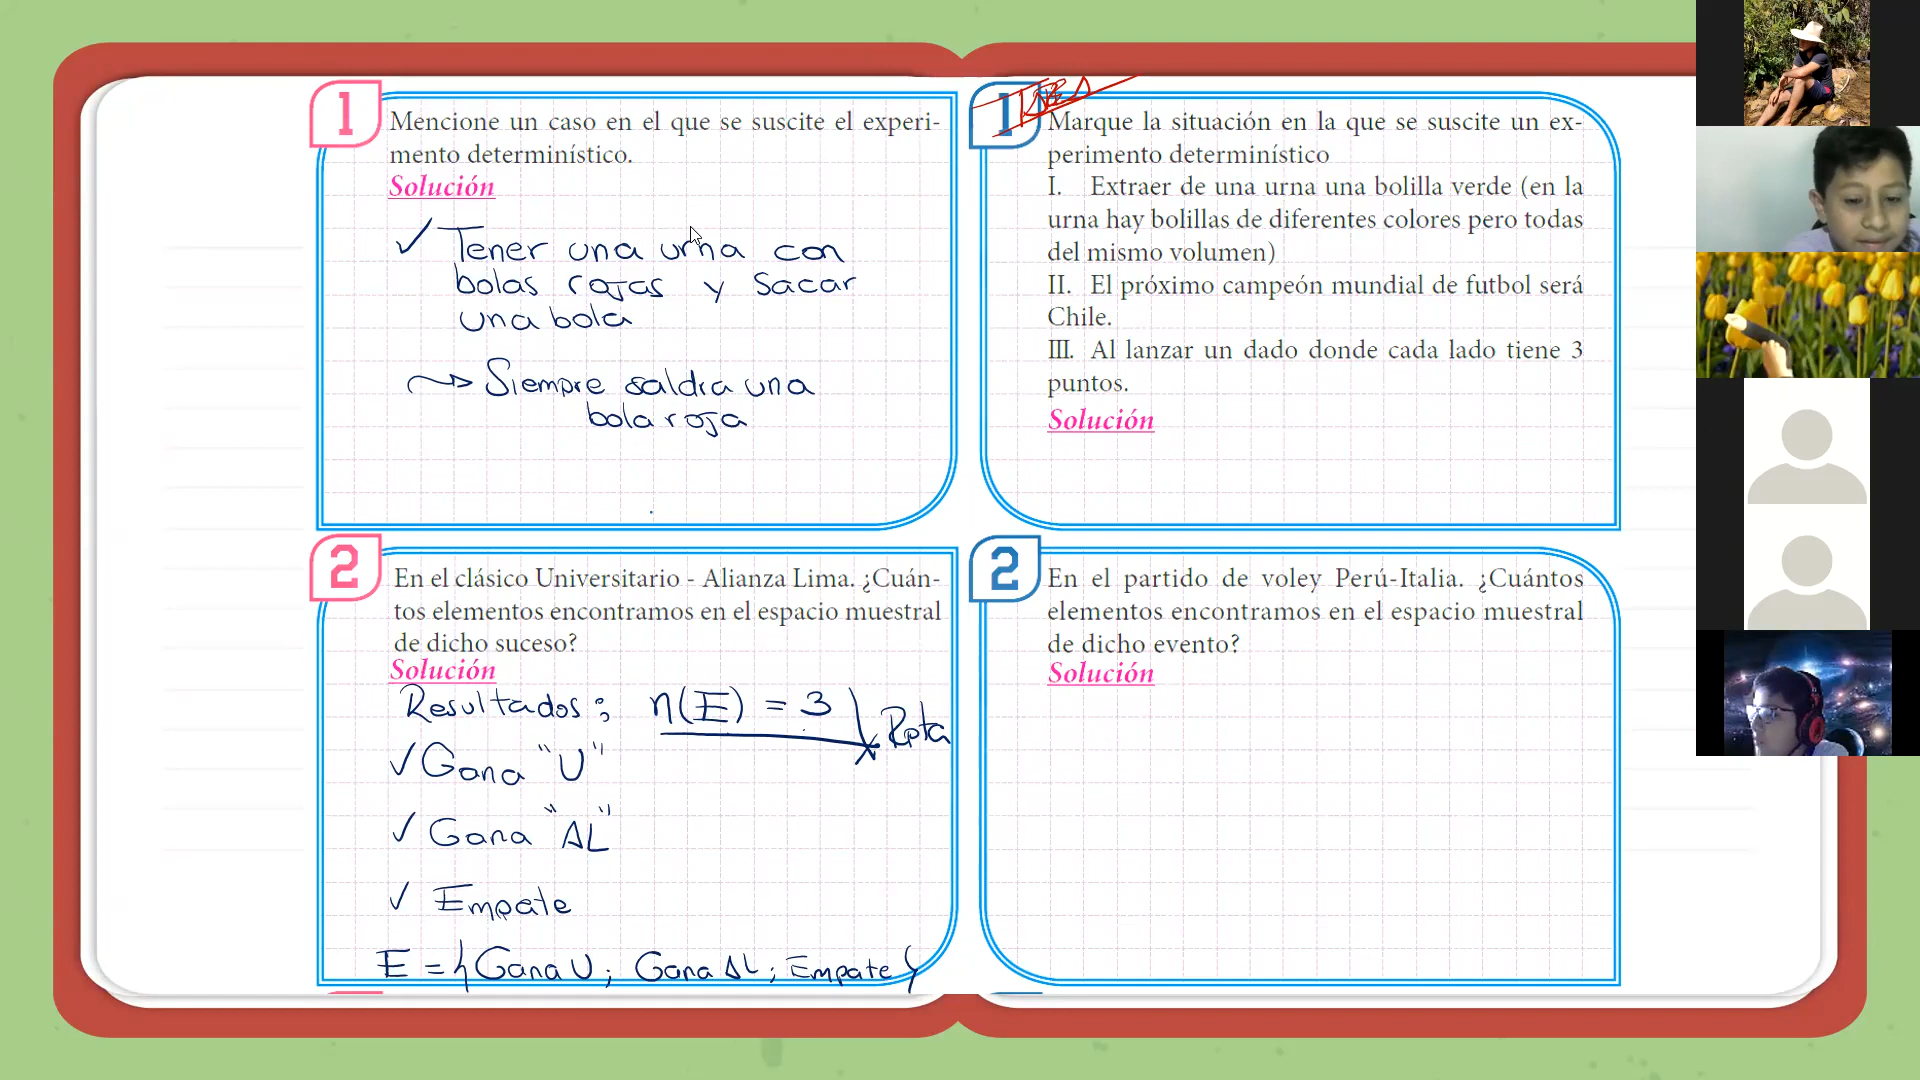 1
Mencione un caso en el que se suscite el experi-
mento determinístico.
Solución
✓ Tener una urna con
bolas rojas y sacar
una bola
Siempre saldra una
bola roja
2
En el clásico Universitario - Alianza Lima. ¿Cuán-
tos elementos encontramos en el espacio muestral
de dicho suceso?
Solución
Resultados: n(E) = 3 Rpta
✓ Gana "U"
✓ Gana "AL"
✓ Empate
E = { Gana U; Gana AL; Empate }
1
Marque la situación en la que se suscite un ex-
perimento determinístico
I. Extraer de una urna una bolilla verde (en la
urna hay bolillas de diferentes colores pero todas
del mismo volumen)
II. El próximo campeón mundial de futbol será
Chile.
III. Al lanzar un dado donde cada lado tiene 3
puntos.
Solución
2
En el partido de voley Perú-Italia. ¿Cuántos
elementos encontramos en el espacio muestral
de dicho evento?
Solución